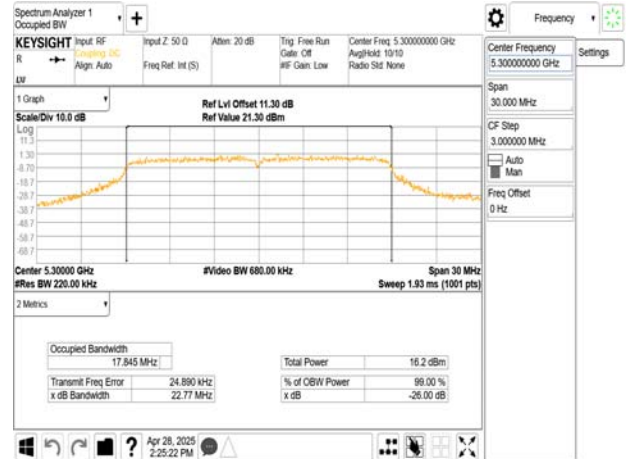 Spectrum Analyzer 1
Occupied BW
Frequency
KEYSIGHT
R
LVI
Input: RF
Coupling: DC
Align: Auto
Input Z: 50 Ω
Freq Ref: Int (S)
Atten: 20 dB
Trig: Free Run
Gate: Off
#IF Gain: Low
Center Freq: 5.300000000 GHz
Avg|Hold: 10/10
Radio Std: None
Center Frequency
5.300000000 GHz
Settings
Span
30.000 MHz
CF Step
3.000000 MHz
Auto
Man
Freq Offset
0 Hz
1 Graph
Scale/Div 10.0 dB
Ref Lvl Offset 11.30 dB
Ref Value 21.30 dBm
Log
11.3
1.30
-8.70
-18.7
-28.7
-38.7
-48.7
-58.7
-68.7
Center 5.30000 GHz
#Res BW 220.00 kHz
#Video BW 680.00 kHz
Span 30 MHz
Sweep 1.93 ms (1001 pts)
2 Metrics
Occupied Bandwidth
17.845 MHz
Total Power 16.2 dBm
Transmit Freq Error 24.890 kHz
% of OBW Power 99.00 %
x dB Bandwidth 22.77 MHz
x dB -26.00 dB
Apr 28, 2025
2:25:22 PM